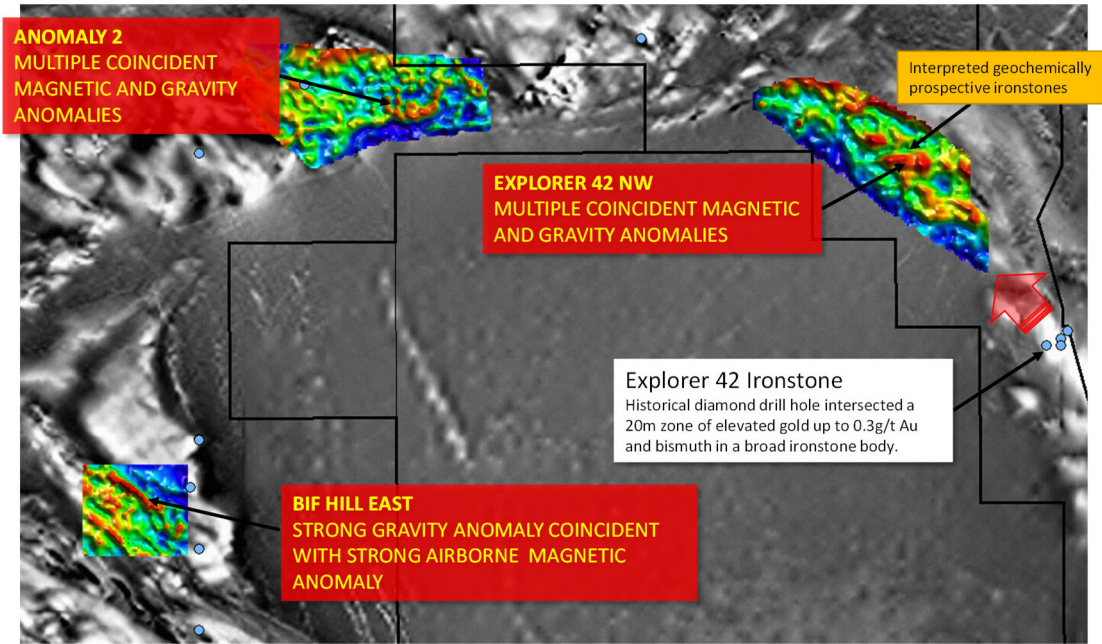 ANOMALY 2
MULTIPLE COINCIDENT
MAGNETIC AND GRAVITY
ANOMALIES
Interpreted geochemically
prospective ironstones
EXPLORER 42 NW
MULTIPLE COINCIDENT MAGNETIC
AND GRAVITY ANOMALIES
Explorer 42 Ironstone
Historical diamond drill hole intersected a
20m zone of elevated gold up to 0.3g/t Au
and bismuth in a broad ironstone body.
BIF HILL EAST
STRONG GRAVITY ANOMALY COINCIDENT
WITH STRONG AIRBORNE MAGNETIC
ANOMALY